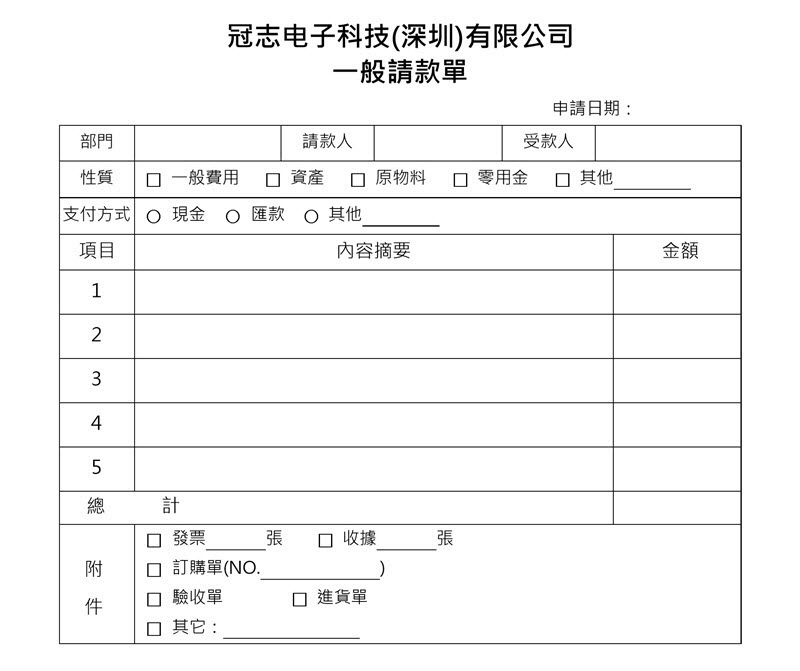 冠志电子科技(深圳)有限公司
一般請款單
申請日期：
部門 請款人 受款人
性質 □ 一般費用 □ 資產 □ 原物料 □ 零用金 □ 其他________
支付方式 ○ 現金 ○ 匯款 ○ 其他________
項目 內容摘要 金額
1
2
3
4
5
總 計
附件
□ 發票______張 □ 收據______張
□ 訂購單(NO.____________)
□ 驗收單 □ 進貨單
□ 其它：______________